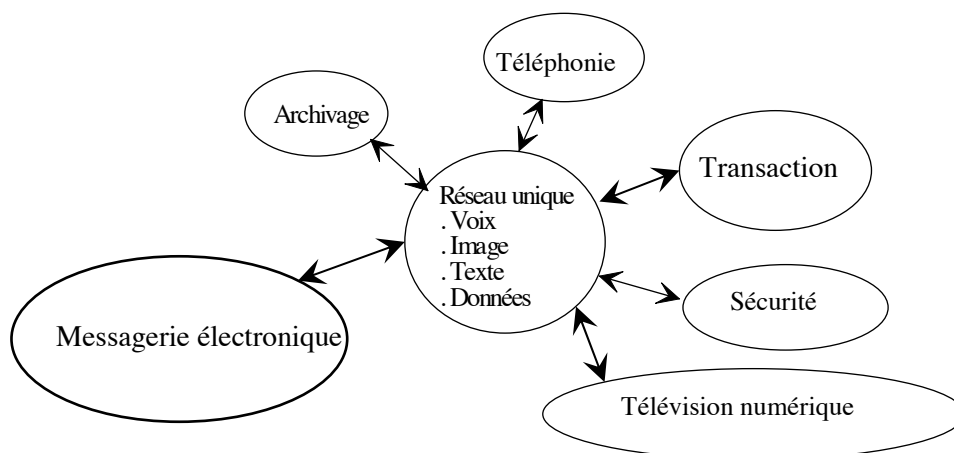 Téléphonie
Archivage
Transaction
Réseau unique
. Voix
. Image
. Texte
. Données
Sécurité
Messagerie électronique
Télévision numérique